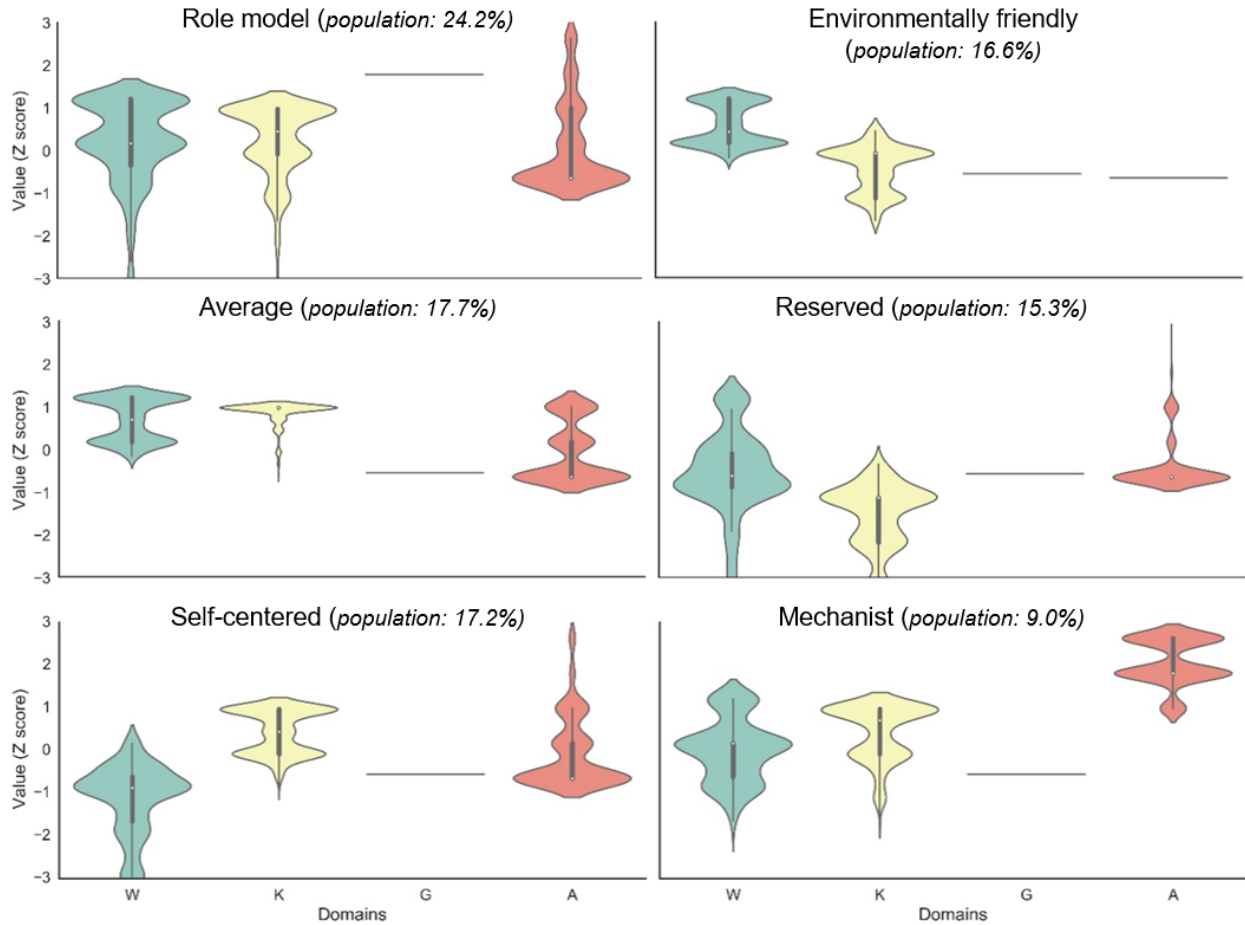 Role model (population: 24.2%)
Environmentally friendly
(population: 16.6%)
Value (Z score)
3
2
1
0
−1
−2
−3
Average (population: 17.7%)
Reserved (population: 15.3%)
Value (Z score)
3
2
1
0
−1
−2
−3
Self-centered (population: 17.2%)
Mechanist (population: 9.0%)
Value (Z score)
3
2
1
0
−1
−2
−3
W K G A
W K G A
Domains
Domains